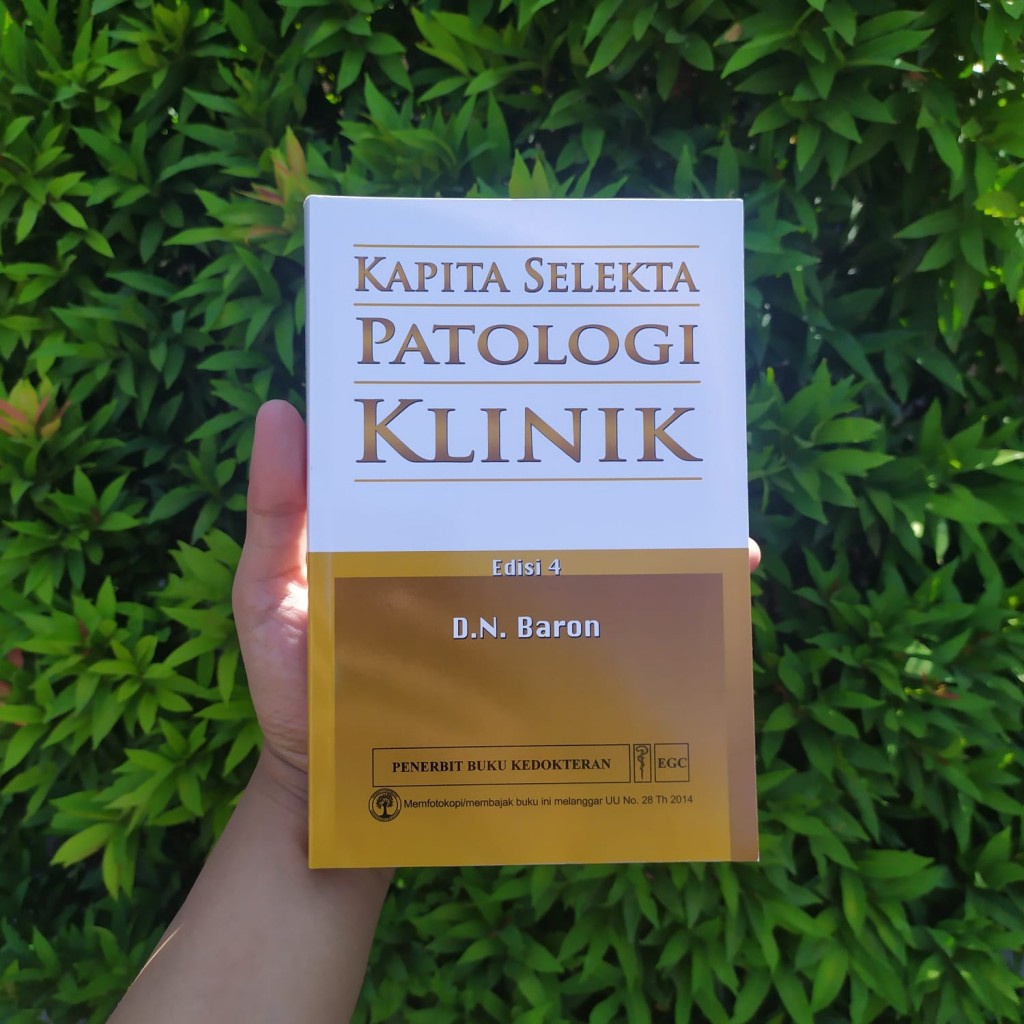 KAPITA SELEKTA
PATOLOGI
KLINIK
Edisi 4
D.N. Baron
PENERBIT BUKU KEDOKTERAN EGC
Memfotokopi/membajak buku ini melanggar UU No. 28 Th 2014